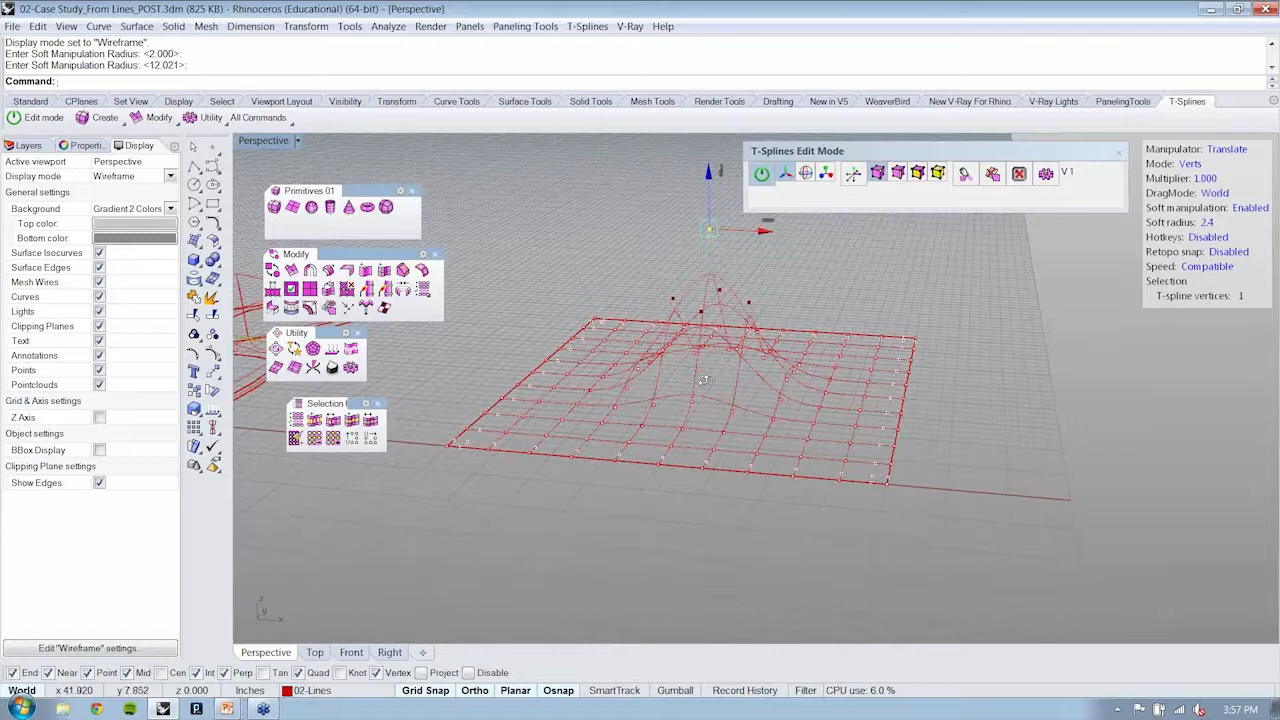 02-Case Study_From Lines_POST.3dm (825 KB) - Rhinoceros (Educational) (64-bit) - [Perspective]
File Edit View Curve Surface Solid Mesh Dimension Transform Tools Analyze Render Panels Paneling Tools T-Splines V-Ray Help
Display mode set to "Wireframe".
Enter Soft Manipulation Radius: <2.000>:
Enter Soft Manipulation Radius: <12.021>:
Command:
Standard CPlanes Set View Display Select Viewport Layout Visibility Transform Curve Tools Surface Tools Solid Tools Mesh Tools Render Tools Drafting New in V5 WeaverBird New V-Ray For Rhino V-Ray Lights PanelingTools T-Splines
Edit mode Create Modify Utility All Commands
Layers Properti... Display
Active viewport Perspective
Display mode Wireframe
General settings
Background Gradient 2 Colors
Top color:
Bottom color:
Surface Isocurves
Surface Edges
Mesh Wires
Curves
Lights
Clipping Planes
Text
Annotations
Points
Pointclouds
Grid & Axis settings
Z Axis
Object settings
BBox Display
Clipping Plane settings
Show Edges
Edit "Wireframe" settings...
Perspective
Primitives 01
Modify
Utility
Selection
T-Splines Edit Mode
V 1
Manipulator: Translate
Mode: Verts
Multiplier: 1.000
DragMode: World
Soft manipulation: Enabled
Soft radius: 2.4
Hotkeys: Disabled
Retopo snap: Disabled
Speed: Compatible
Selection
T-spline vertices: 1
z
y
x
Perspective Top Front Right
End Near Point Mid Cen Int Perp Tan Quad Knot Vertex Project Disable
World x 41.920 y 7.852 z 0.000 Inches 02-Lines Grid Snap Ortho Planar Osnap SmartTrack Gumball Record History Filter CPU use: 6.0 %
3:57 PM